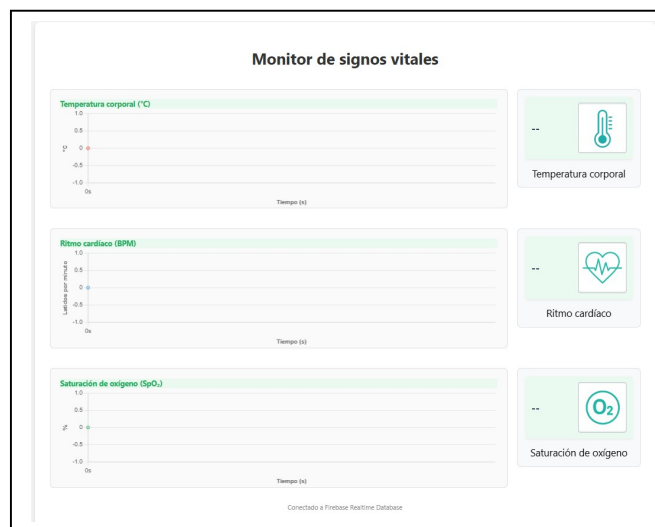 Monitor de signos vitales
Temperatura corporal (°C)
1.0
0.5
0
-0.5
-1.0
°C
0s
Tiempo (s)
--
Temperatura corporal
Ritmo cardíaco (BPM)
1.0
0.5
0
-0.5
-1.0
Latidos por minuto
0s
Tiempo (s)
--
Ritmo cardíaco
Saturación de oxígeno (SpO₂)
1.0
0.5
0
-0.5
-1.0
%
0s
Tiempo (s)
--
O₂
Saturación de oxígeno
Conectado a Firebase Realtime Database